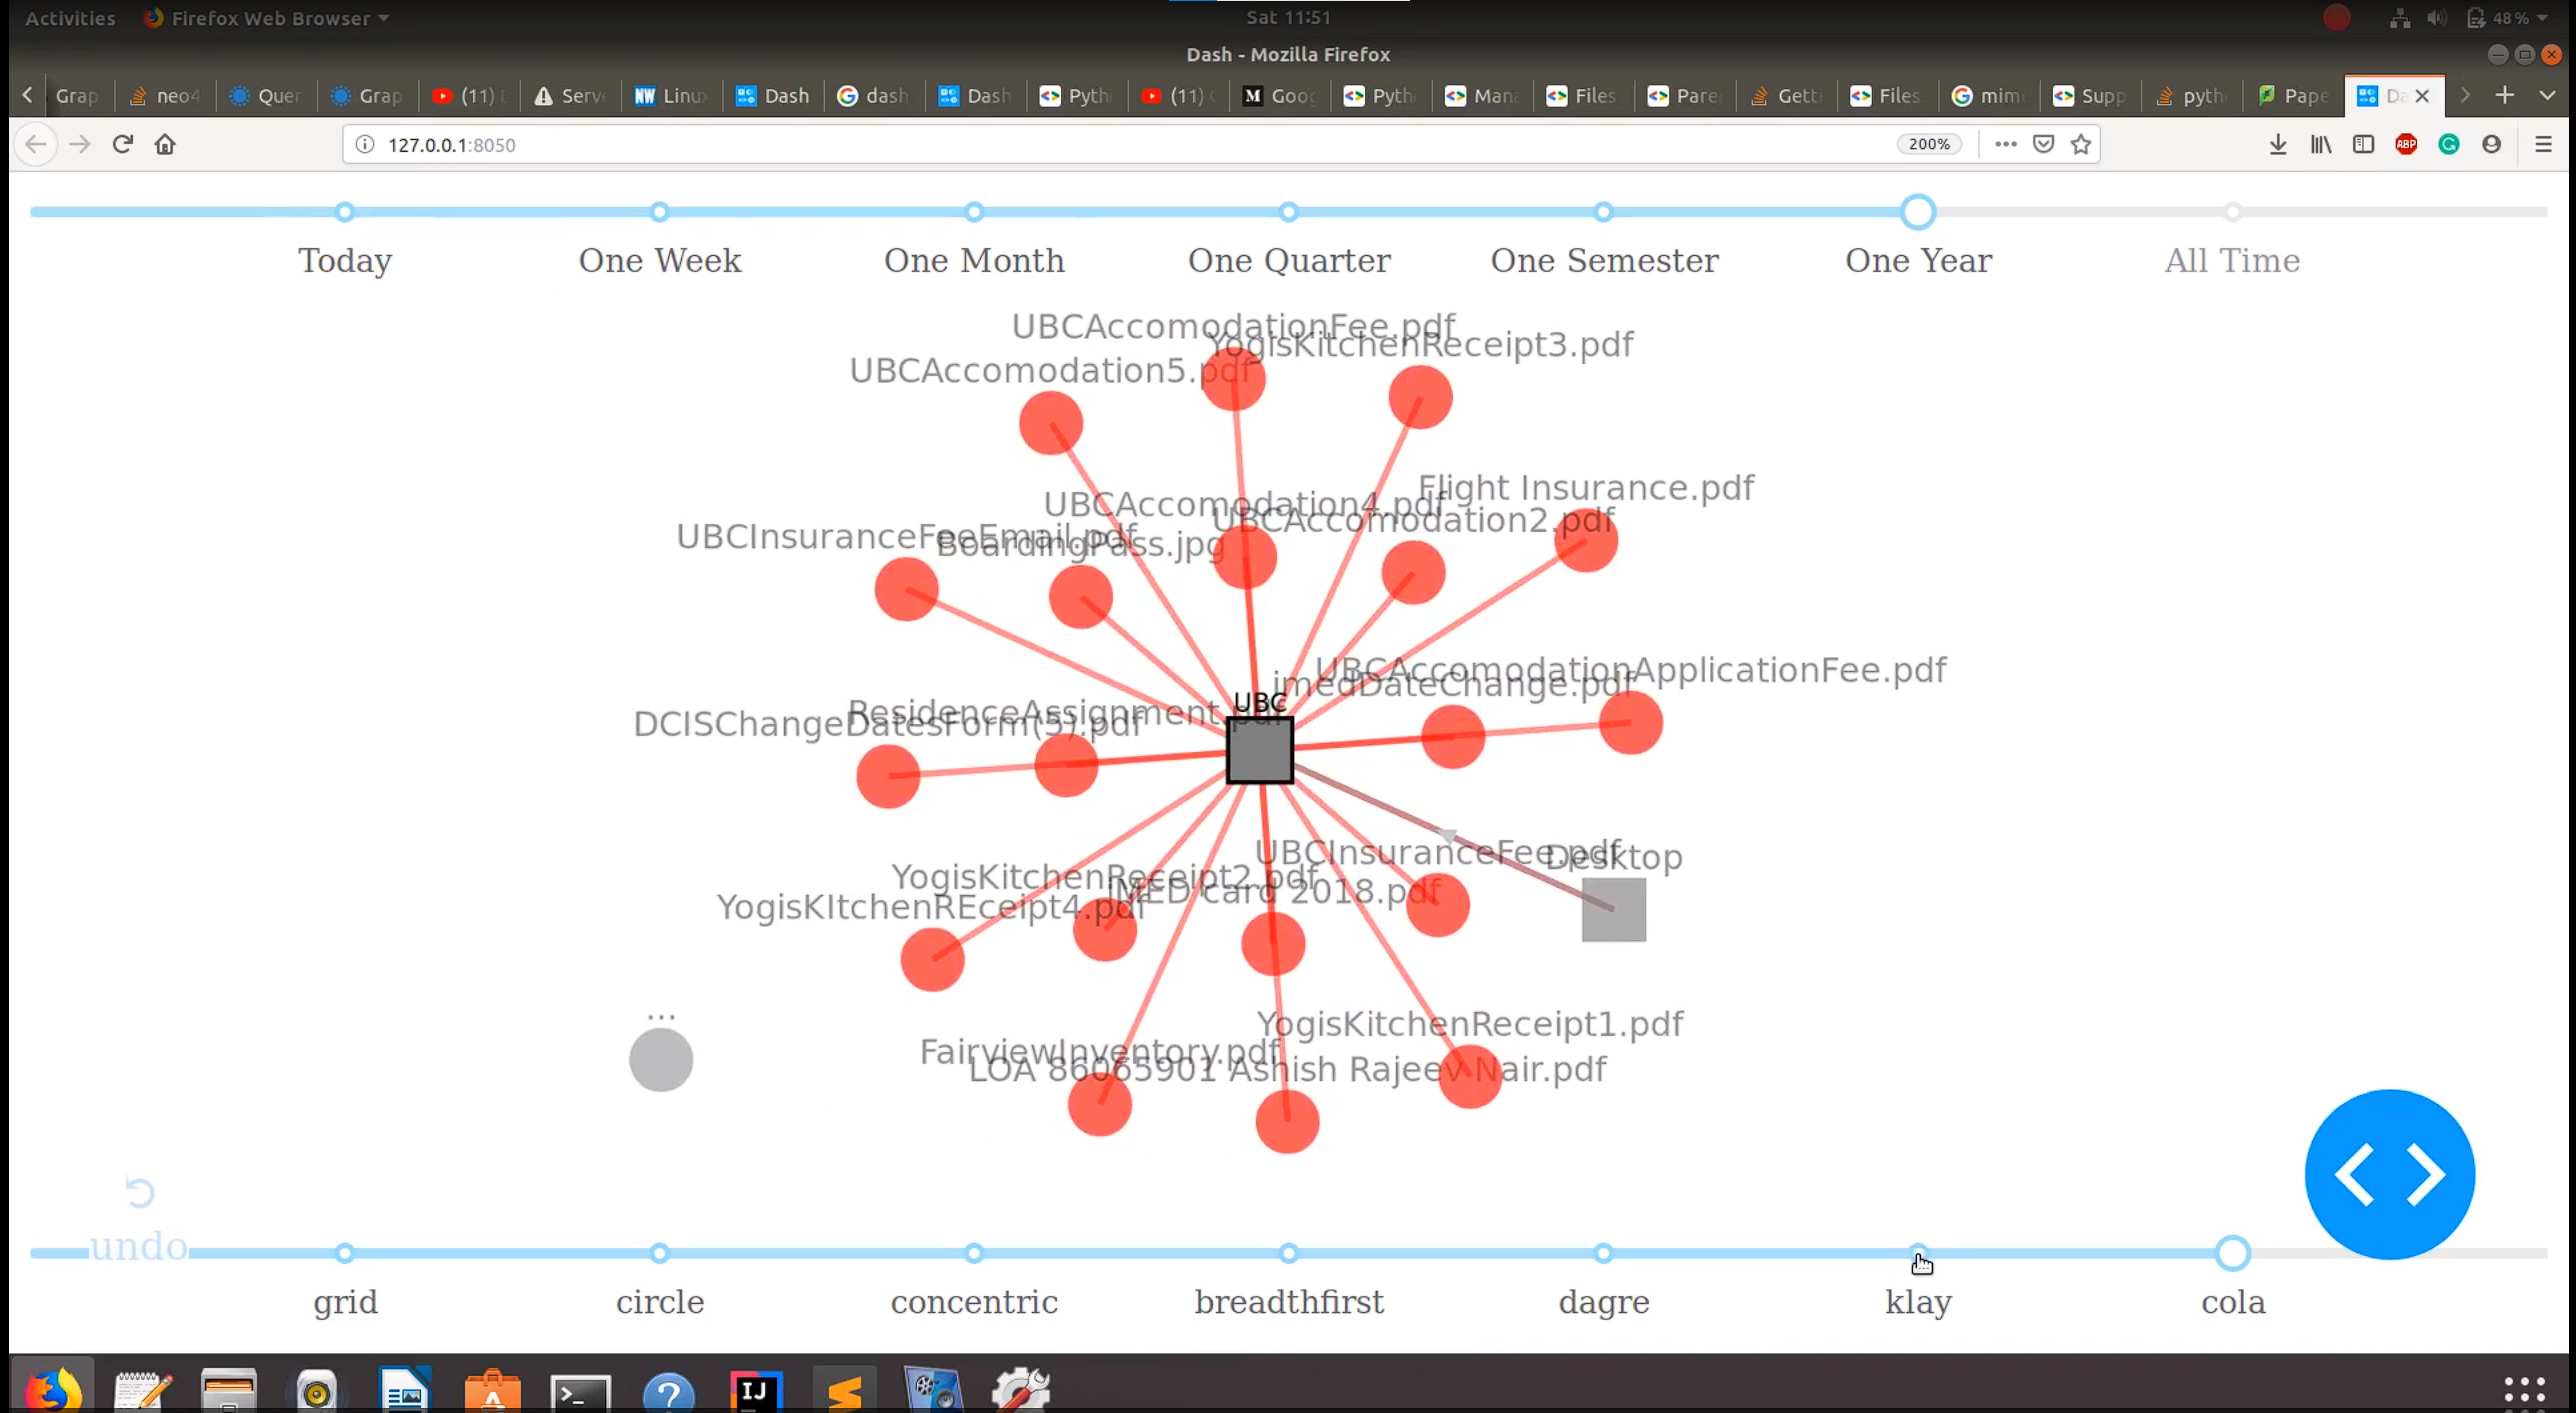 Activities Firefox Web Browser Sat 11:51 48 %
Dash - Mozilla Firefox
Grap neo4 Quer Grap (11) Serve Linux Dash dash Dash Pyth (11) Goog Pyth Man Files Pare Getti Files mim Supp pyth Pape Da
127.0.0.1:8050 200% ABP
Today One Week One Month One Quarter One Semester One Year All Time
UBCAccomodationFee.pdf
YogisKitchenReceipt3.pdf
UBCAccomodation5.pdf
Flight Insurance.pdf
UBCAccomodation4.pdf
UBCAccomodation2.pdf
UBCInsuranceFeeEmail.pdf
BoardingPass.jpg
UBCAccomodationApplicationFee.pdf
imedDateChange.pdf
UBC
ResidenceAssignment.pdf
DCISChangeDatesForm(5).pdf
UBCInsuranceFee.pdf
Desktop
YogisKitchenReceipt2.pdf
iMED card 2018.pdf
YogisKItchenREceipt4.pdf
...
YogisKitchenReceipt1.pdf
FairviewInventory.pdf
LOA 86065901 Ashish Rajeev Nair.pdf
undo
grid circle concentric breadthfirst dagre klay cola